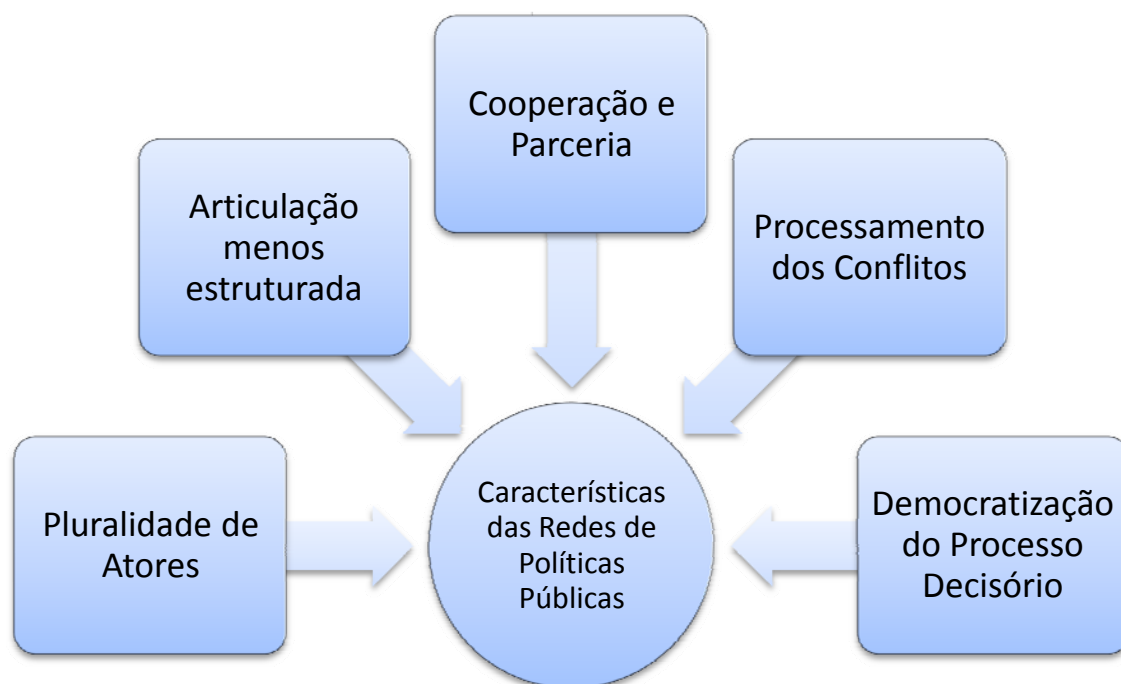 Cooperação e
Parceria
Articulação
menos
estruturada
Processamento
dos Conflitos
Pluralidade de
Atores
Característícas
das Redes de
Políticas
Públicas
Democratização
do Processo
Decisório